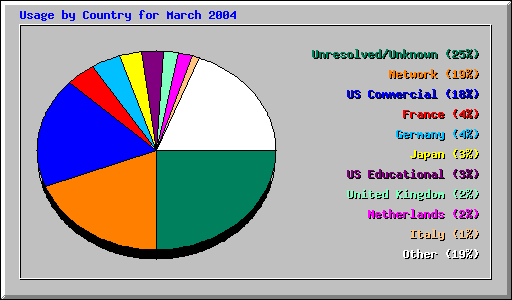 Usage by Country for March 2004
Unresolved/Unknown (25%)
Network (19%)
US Commercial (18%)
France (4%)
Germany (4%)
Japan (3%)
US Educational (3%)
United Kingdom (2%)
Netherlands (2%)
Italy (1%)
Other (19%)